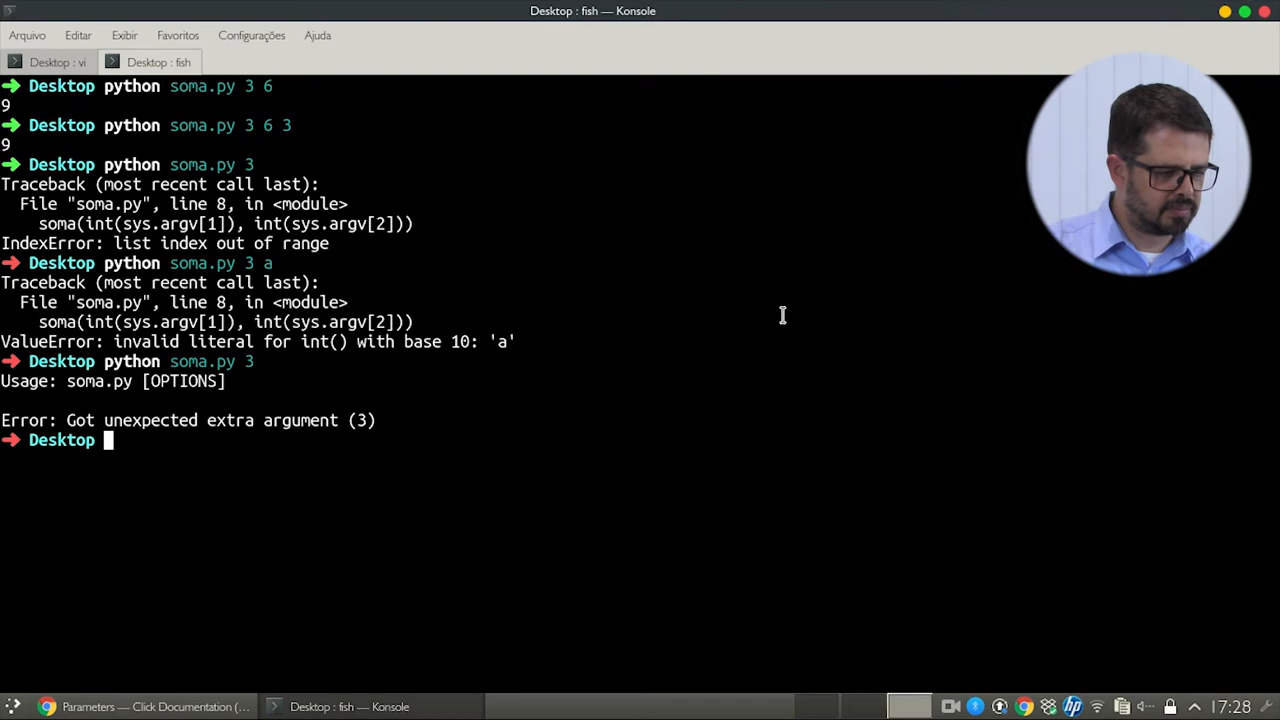 Desktop : fish — Konsole
Arquivo Editar Exibir Favoritos Configurações Ajuda
Desktop : vi Desktop : fish
Desktop python soma.py 3 6
9
Desktop python soma.py 3 6 3
9
Desktop python soma.py 3
Traceback (most recent call last):
File "soma.py", line 8, in <module>
soma(int(sys.argv[1]), int(sys.argv[2]))
IndexError: list index out of range
Desktop python soma.py 3 a
Traceback (most recent call last):
File "soma.py", line 8, in <module>
soma(int(sys.argv[1]), int(sys.argv[2]))
ValueError: invalid literal for int() with base 10: 'a'
Desktop python soma.py 3
Usage: soma.py [OPTIONS]
Error: Got unexpected extra argument (3)
Desktop
Parameters — Click Documentation (... Desktop : fish — Konsole hp 17:28